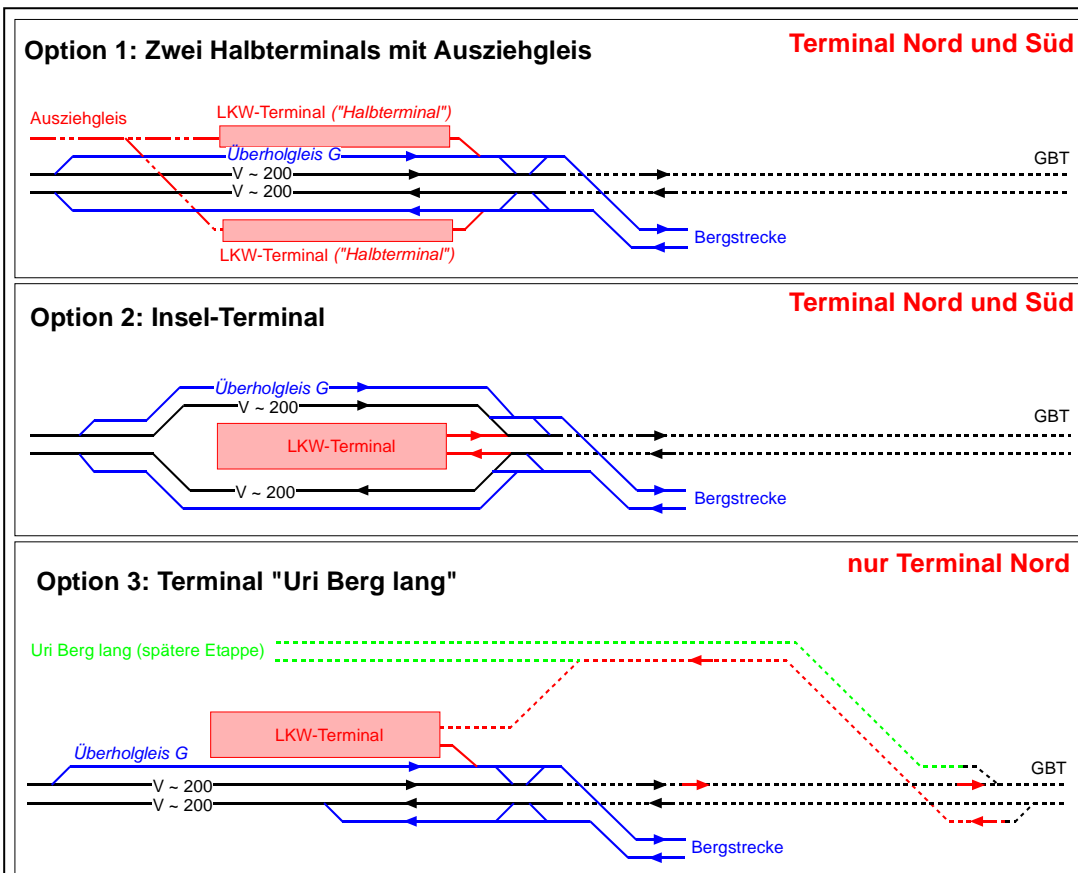 Option 1: Zwei Halbterminals mit Ausziehgleis
Terminal Nord und Süd
Ausziehgleis
LKW-Terminal ("Halbterminal")
Überholgleis G
V ~ 200
V ~ 200
GBT
LKW-Terminal ("Halbterminal")
Bergstrecke
Option 2: Insel-Terminal
Terminal Nord und Süd
Überholgleis G
V ~ 200
GBT
LKW-Terminal
V ~ 200
Bergstrecke
Option 3: Terminal "Uri Berg lang"
nur Terminal Nord
Uri Berg lang (spätere Etappe)
LKW-Terminal
Überholgleis G
GBT
V ~ 200
V ~ 200
Bergstrecke